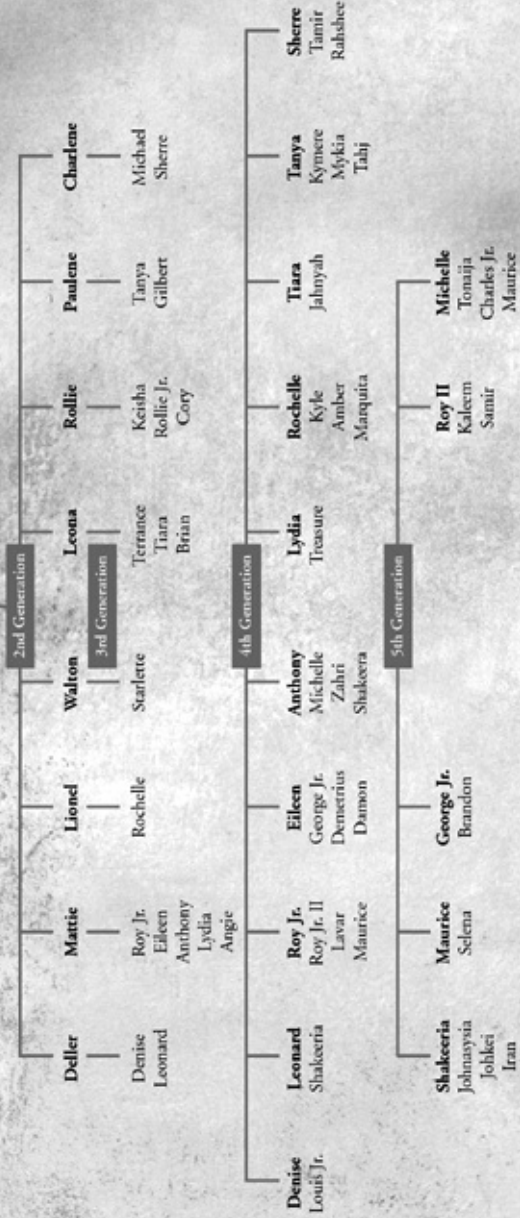 2nd Generation
Deller
Mattie
Lionel
Walton
Leona
Rollie
Paulene
Charlene
3rd Generation
Denise
Leonard
Roy Jr.
Eileen
Anthony
Lydia
Angie
Rochelle
Starlette
Terrance
Tiara
Brian
Keisha
Rollie Jr.
Cory
Tanya
Gilbert
Michael
Sherre
4th Generation
Denise
Louis Jr.
Leonard
Shakeeria
Roy Jr.
Roy Jr. II
Lavar
Maurice
Eileen
George Jr.
Demetrius
Damon
Anthony
Michelle
Zahri
Shakeera
Lydia
Treasure
Rochelle
Kyle
Amber
Marquita
Tiara
Jahnyah
Tanya
Kymere
Mykia
Tahj
Sherre
Tamir
Rahshee
5th Generation
Shakeeria
Johnasysia
Johkei
Iran
Maurice
Selena
George Jr.
Brandon
Roy II
Kaleem
Samir
Michelle
Tonaija
Charles Jr.
Maurice